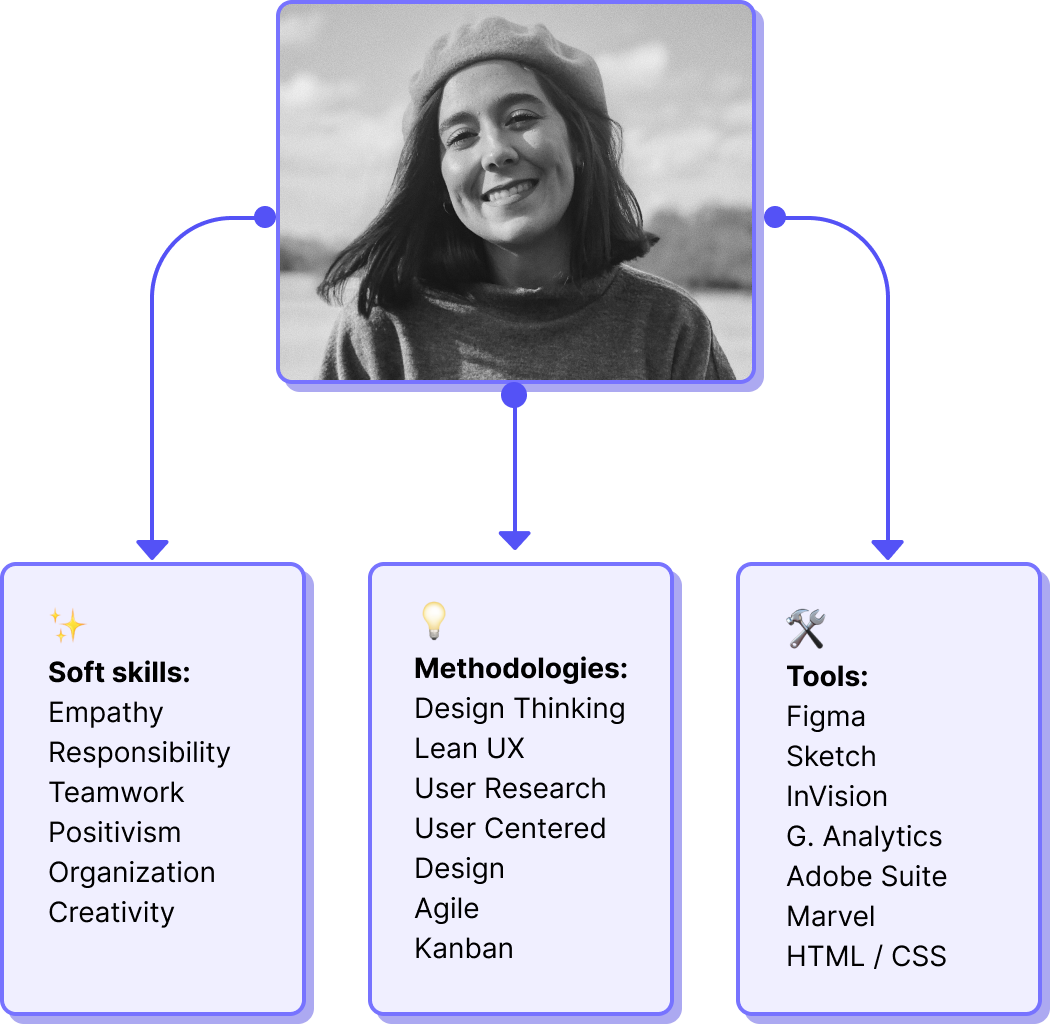 Soft skills:
Empathy
Responsibility
Teamwork
Positivism
Organization
Creativity
Methodologies:
Design Thinking
Lean UX
User Research
User Centered
Design
Agile
Kanban
Tools:
Figma
Sketch
InVision
G. Analytics
Adobe Suite
Marvel
HTML / CSS